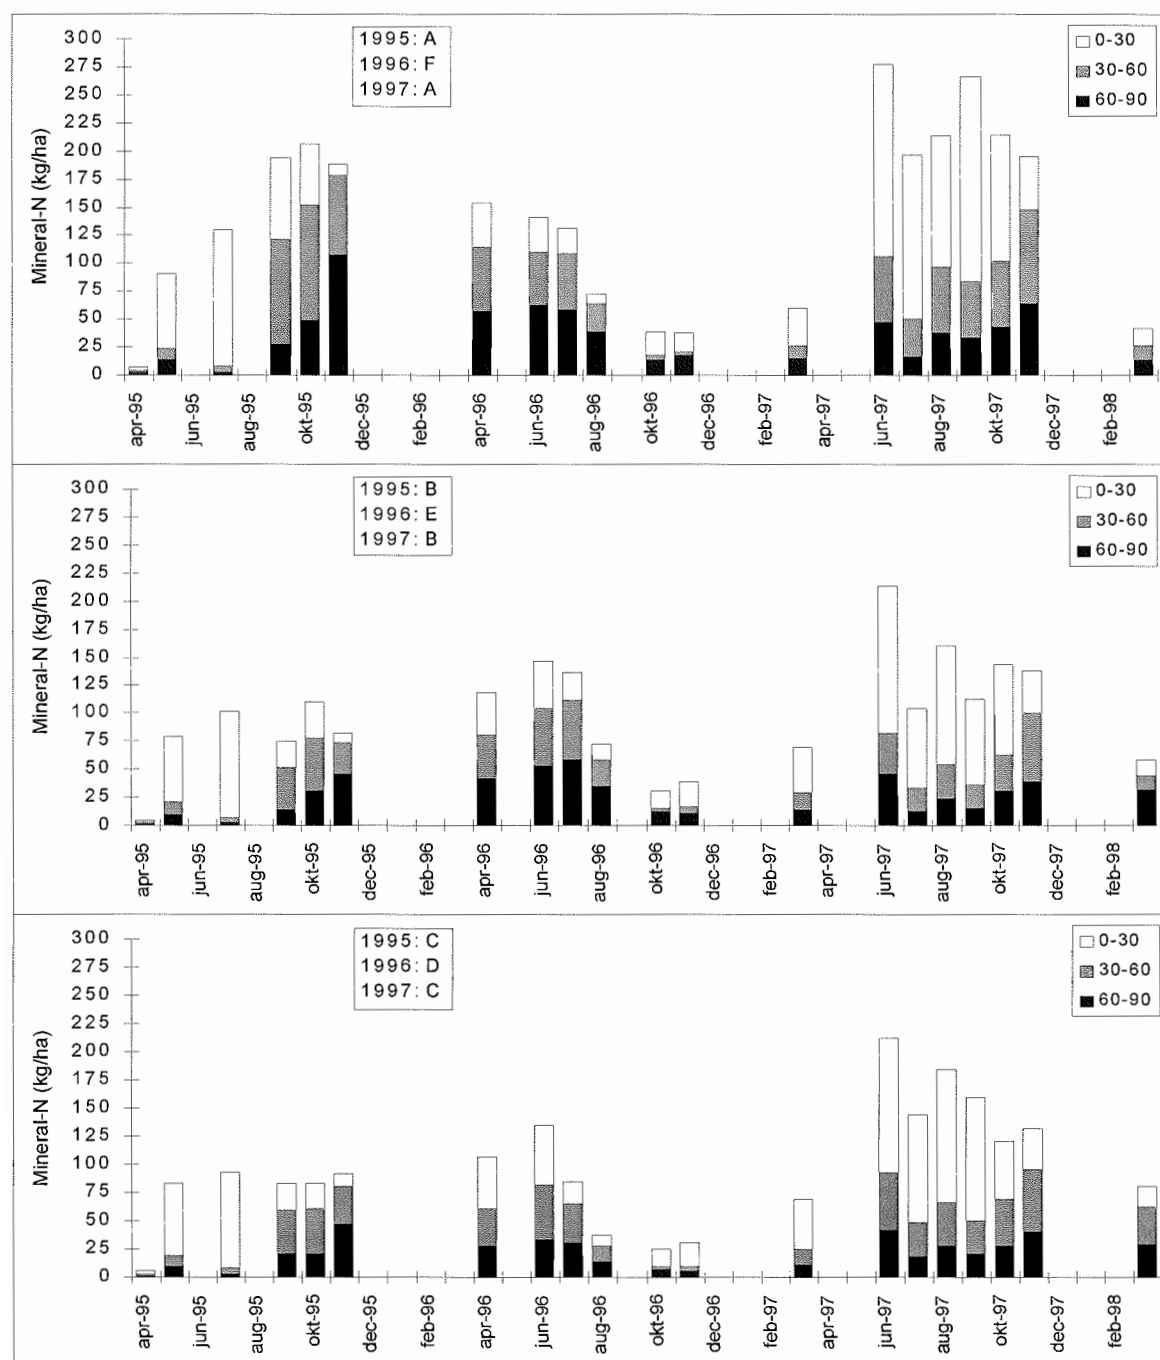 1995: A
1996: F
1997: A
0-30
30-60
60-90
Mineral-N (kg/ha)
300
275
250
225
200
175
150
125
100
75
50
25
0
apr-95
jun-95
aug-95
okt-95
dec-95
feb-96
apr-96
jun-96
aug-96
okt-96
dec-96
feb-97
apr-97
jun-97
aug-97
okt-97
dec-97
feb-98
1995: B
1996: E
1997: B
0-30
30-60
60-90
Mineral-N (kg/ha)
300
275
250
225
200
175
150
125
100
75
50
25
0
apr-95
jun-95
aug-95
okt-95
dec-95
feb-96
apr-96
jun-96
aug-96
okt-96
dec-96
feb-97
apr-97
jun-97
aug-97
okt-97
dec-97
feb-98
1995: C
1996: D
1997: C
0-30
30-60
60-90
Mineral-N (kg/ha)
300
275
250
225
200
175
150
125
100
75
50
25
0
apr-95
jun-95
aug-95
okt-95
dec-95
feb-96
apr-96
jun-96
aug-96
okt-96
dec-96
feb-97
apr-97
jun-97
aug-97
okt-97
dec-97
feb-98